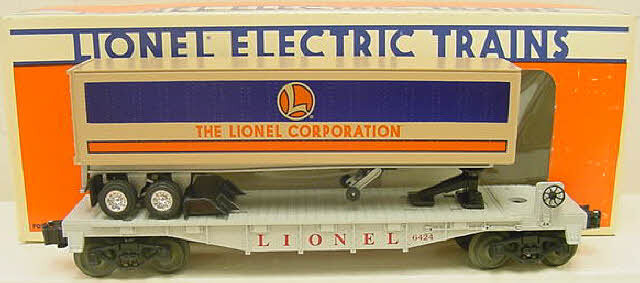 LIONEL ELECTRIC TRAINS
L
THE LIONEL CORPORATION
LIONEL 6424